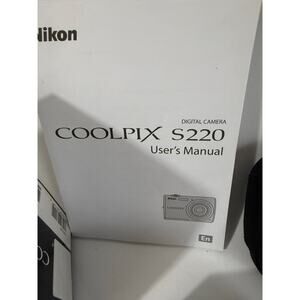 Nikon
DIGITAL CAMERA
COOLPIX S220
User's Manual
En